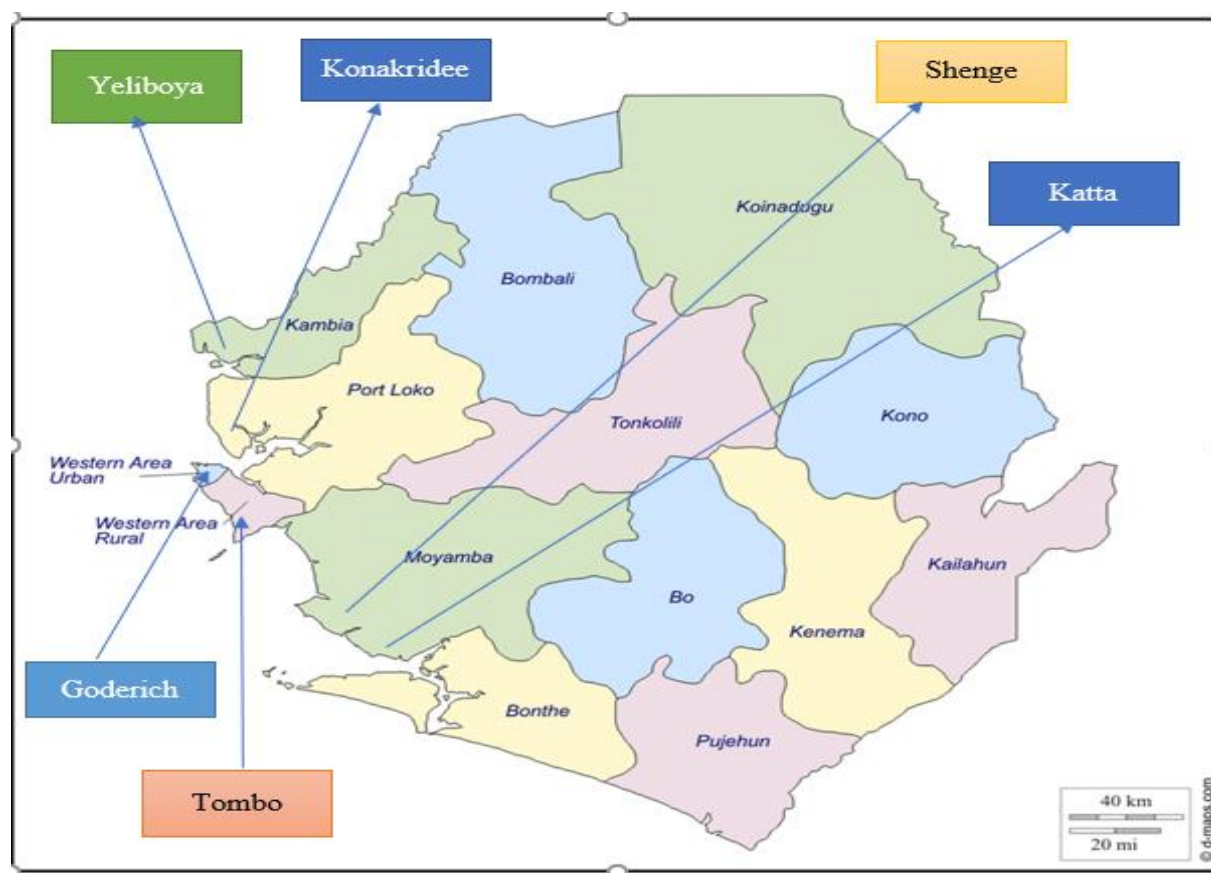 Yeliboya
Konakridee
Shenge
Katta
Koinadugu
Bombali
Kambia
Port Loko
Kono
Tonkolili
Western Area
Urban
Western Area
Rural
Moyamba
Kailahun
Bo
Kenema
Goderich
Bonthe
Pujehun
Tombo
40 km
20 mi
© d-maps.com